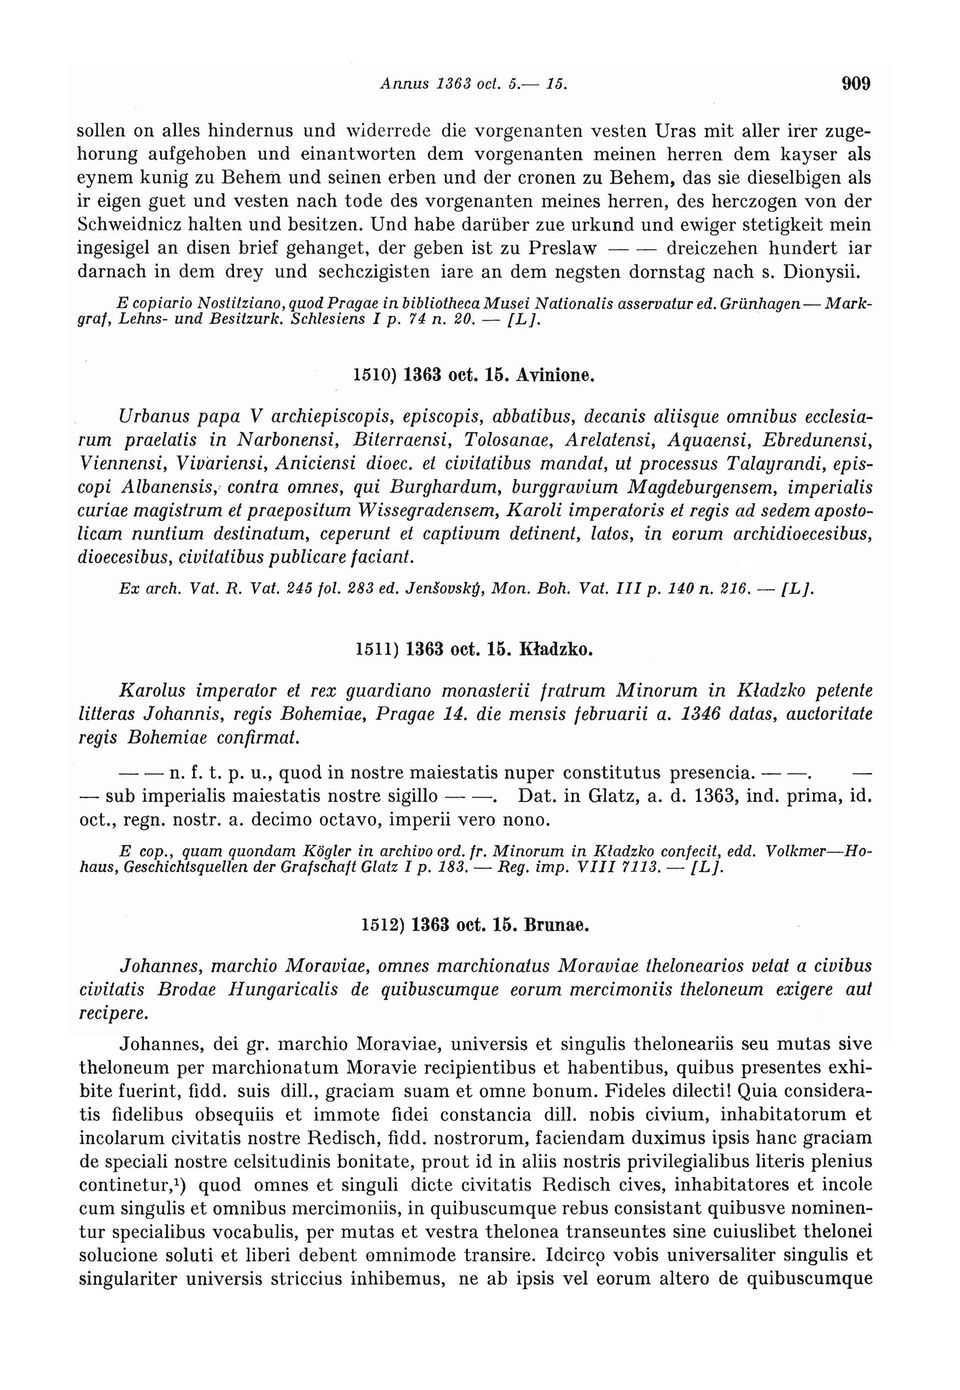 Annus 1363 oct. 5.— 15. 909
sollen on alles hindernus und widerrede die vorgenanten vesten Uras mit aller irer zuge-
horung aufgehoben und einantworten dem vorgenanten meinen herren dem kayser als
eynem kunig zu Behem und seinen erben und der cronen zu Behem, das sie dieselbigen als
ir eigen guet und vesten nach tode des vorgenanten meines herren, des herczogen von der
Schweidnicz halten und besitzen. Und habe darüber zue urkund und ewiger stetigkeit mein
ingesigel an disen brief gehanget, der geben ist zu Preslaw — — dreiczehen hundert iar
darnach in dem drey und sechczigisten iare an dem negsten dornstag nach s. Dionysii.
E copiario Nostitziano, quod Pragae in bibliotheca Musei Nationalis asservatur ed. Grünhagen — Mark-
graf, Lehns- und Besitzurk. Schlesiens I p. 74 n. 20. — [L].
1510) 1363 oct. 15. Avinione.
Urbanus papa V archiepiscopis, episcopis, abbatibus, decanis aliisque omnibus ecclesia-
rum praelatis in Narbonensi, Biterraensi, Tolosanae, Arelatensi, Aquaensi, Ebredunensi,
Viennensi, Vivariensi, Aniciensi dioec. et civitatibus mandat, ut processus Talayrandi, epis-
copi Albanensis, contra omnes, qui Burghardum, burggravium Magdeburgensem, imperialis
curiae magistrum et praepositum Wissegradensem, Karoli imperatoris et regis ad sedem aposto-
licam nuntium destinatum, ceperunt et captivum detinent, latos, in eorum archidioecesibus,
dioecesibus, civitatibus publicare faciant.
Ex arch. Vat. R. Vat. 245 fol. 283 ed. Jenšovský, Mon. Boh. Vat. III p. 140 n. 216. — [L].
1511) 1363 oct. 15. Kładzko.
Karolus imperator et rex guardiano monasterii fratrum Minorum in Kładzko petente
litteras Johannis, regis Bohemiae, Pragae 14. die mensis februarii a. 1346 datas, auctoritate
regis Bohemiae confirmat.
— — n. f. t. p. u., quod in nostre maiestatis nuper constitutus presencia. — —. —
— sub imperialis maiestatis nostre sigillo — —. Dat. in Glatz, a. d. 1363, ind. prima, id.
oct., regn. nostr. a. decimo octavo, imperii vero nono.
E cop., quam quondam Kögler in archivo ord. fr. Minorum in Kładzko confecit, edd. Volkmer—Ho-
haus, Geschichtsquellen der Grafschaft Glatz I p. 183. — Reg. imp. VIII 7113. — [L].
1512) 1363 oct. 15. Brunae.
Johannes, marchio Moraviae, omnes marchionatus Moraviae thelonearios vetat a civibus
civitatis Brodae Hungaricalis de quibuscumque eorum mercimoniis theloneum exigere aut
recipere.
Johannes, dei gr. marchio Moraviae, universis et singulis theloneariis seu mutas sive
theloneum per marchionatum Moravie recipientibus et habentibus, quibus presentes exhi-
bite fuerint, fidd. suis dill., graciam suam et omne bonum. Fideles dilecti! Quia considera-
tis fidelibus obsequiis et immote fidei constancia dill. nobis civium, inhabitatorum et
incolarum civitatis nostre Redisch, fidd. nostrorum, faciendam duximus ipsis hanc graciam
de speciali nostre celsitudinis bonitate, prout id in aliis nostris privilegialibus literis plenius
continetur,¹) quod omnes et singuli dicte civitatis Redisch cives, inhabitatores et incole
cum singulis et omnibus mercimoniis, in quibuscumque rebus consistant quibusve nominen-
tur specialibus vocabulis, per mutas et vestra thelonea transeuntes sine cuiuslibet thelonei
solucione soluti et liberi debent omnimode transire. Idcirco vobis universaliter singulis et
singulariter universis striccius inhibemus, ne ab ipsis vel eorum altero de quibuscumque